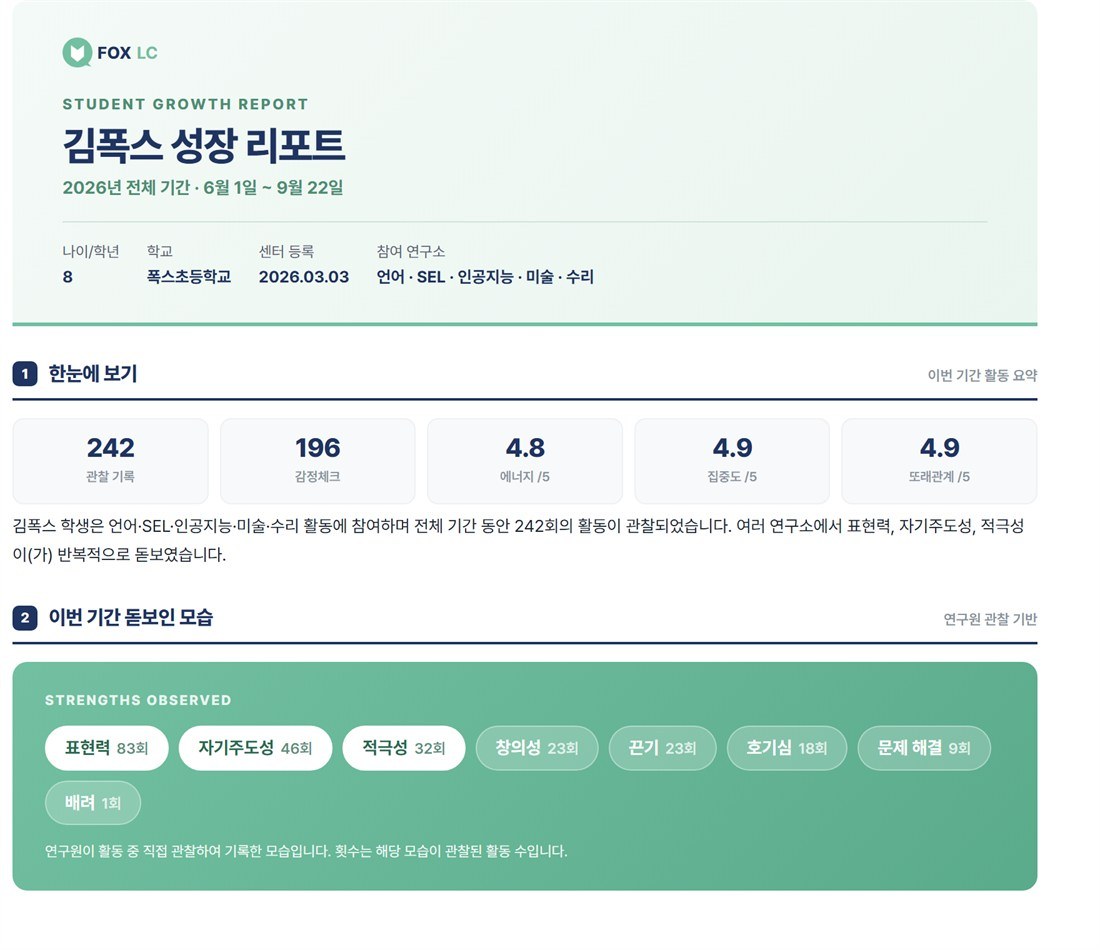 FOX LC
STUDENT GROWTH REPORT
김폭스 성장 리포트
2026년 전체 기간 · 6월 1일 ~ 9월 22일
나이/학년 학교 센터 등록 참여 연구소
8 폭스초등학교 2026.03.03 언어 · SEL · 인공지능 · 미술 · 수리
1 한눈에 보기 이번 기간 활동 요약
242 196 4.8 4.9 4.9
관찰 기록 감정체크 에너지 /5 집중도 /5 또래관계 /5
김폭스 학생은 언어·SEL·인공지능·미술·수리 활동에 참여하며 전체 기간 동안 242회의 활동이 관찰되었습니다. 여러 연구소에서 표현력, 자기주도성, 적극성
이(가) 반복적으로 돋보였습니다.
2 이번 기간 돋보인 모습 연구원 관찰 기반
STRENGTHS OBSERVED
표현력 83회 자기주도성 46회 적극성 32회 창의성 23회 끈기 23회 호기심 18회 문제 해결 9회
배려 1회
연구원이 활동 중 직접 관찰하여 기록한 모습입니다. 횟수는 해당 모습이 관찰된 활동 수입니다.